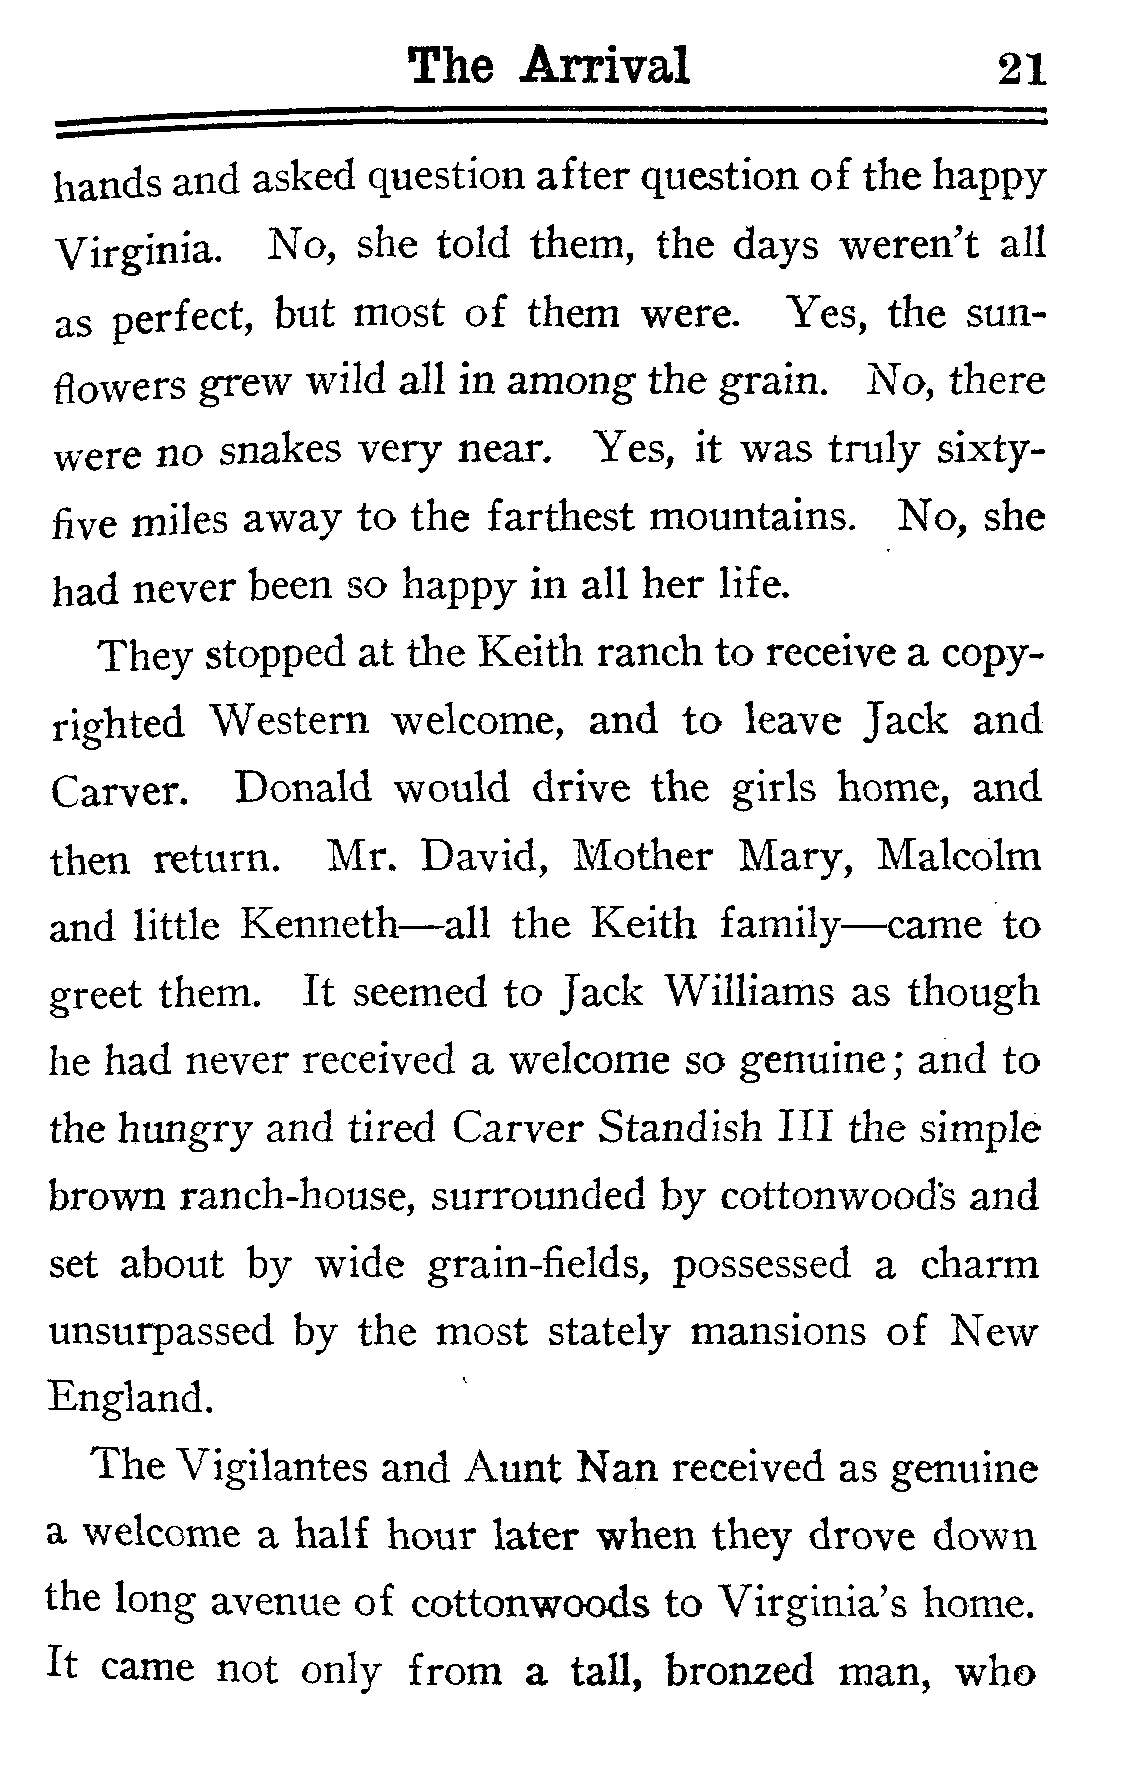 The Arrival 21
hands and asked question after question of the happy
Virginia. No, she told them, the days weren't all
as perfect, but most of them were. Yes, the sun-
flowers grew wild all in among the grain. No, there
were no snakes very near. Yes, it was truly sixty-
five miles away to the farthest mountains. No, she
had never been so happy in all her life.
They stopped at the Keith ranch to receive a copy-
righted Western welcome, and to leave Jack and
Carver. Donald would drive the girls home, and
then return. Mr. David, Mother Mary, Malcolm
and little Kenneth—all the Keith family—came to
greet them. It seemed to Jack Williams as though
he had never received a welcome so genuine; and to
the hungry and tired Carver Standish III the simple
brown ranch-house, surrounded by cottonwoods and
set about by wide grain-fields, possessed a charm
unsurpassed by the most stately mansions of New
England.
The Vigilantes and Aunt Nan received as genuine
a welcome a half hour later when they drove down
the long avenue of cottonwoods to Virginia's home.
It came not only from a tall, bronzed man, who